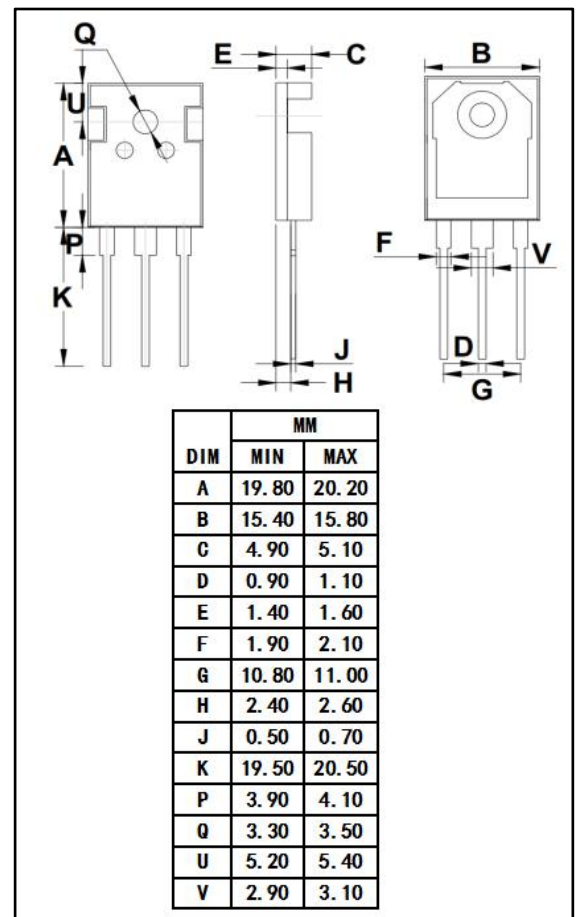 Q
E C B
U
A
P F V
K
J D
H G
MM
DIM MIN MAX
A 19.80 20.20
B 15.40 15.80
C 4.90 5.10
D 0.90 1.10
E 1.40 1.60
F 1.90 2.10
G 10.80 11.00
H 2.40 2.60
J 0.50 0.70
K 19.50 20.50
P 3.90 4.10
Q 3.30 3.50
U 5.20 5.40
V 2.90 3.10